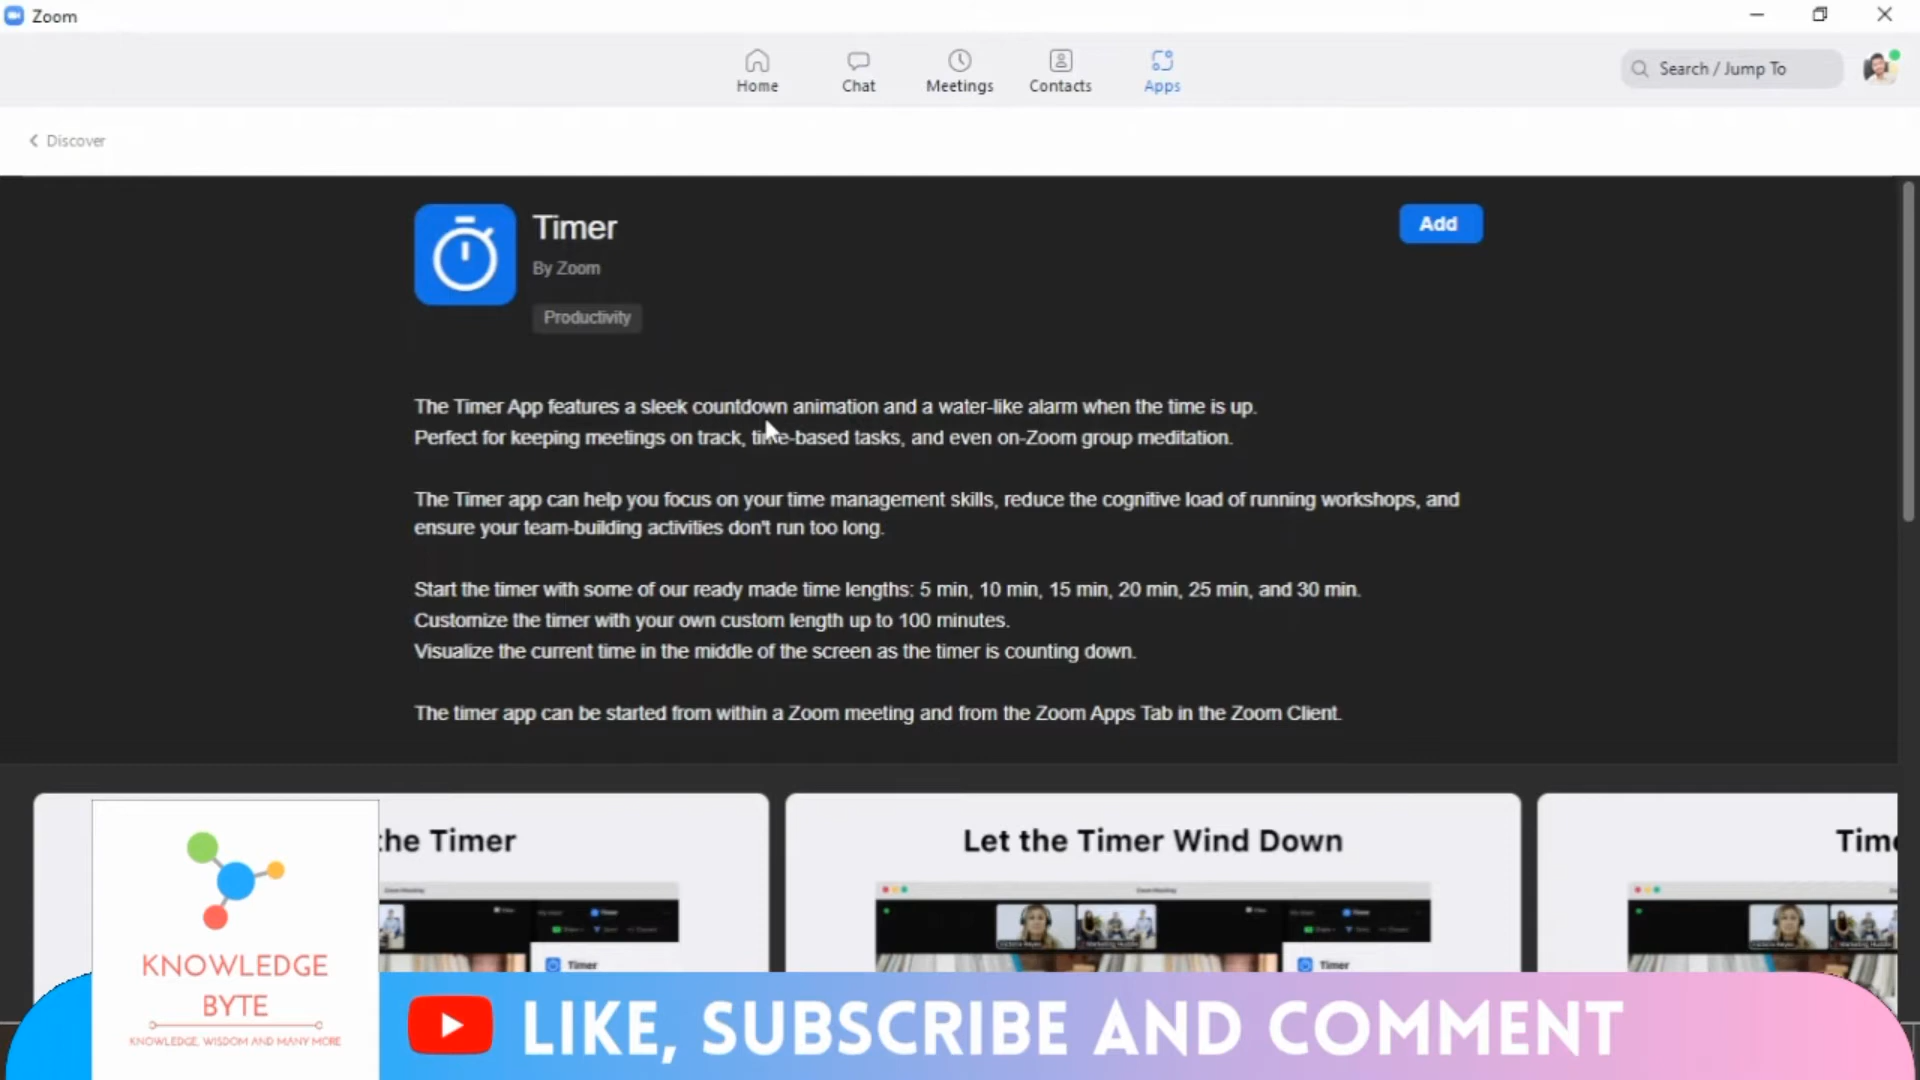 Zoom
Home
Chat
Meetings
Contacts
Apps
Search / Jump To
Discover
Timer
Add
By Zoom
Productivity
The Timer App features a sleek countdown animation and a water-like alarm when the time is up.
Perfect for keeping meetings on track, time-based tasks, and even on-Zoom group meditation.
The Timer app can help you focus on your time management skills, reduce the cognitive load of running workshops, and
ensure your team-building activities don't run too long.
Start the timer with some of our ready made time lengths: 5 min, 10 min, 15 min, 20 min, 25 min, and 30 min.
Customize the timer with your own custom length up to 100 minutes.
Visualize the current time in the middle of the screen as the timer is counting down.
The timer app can be started from within a Zoom meeting and from the Zoom Apps Tab in the Zoom Client.
the Timer
Let the Timer Wind Down
Time
Timer
Timer
KNOWLEDGE
BYTE
KNOWLEDGE, WISDOM AND MANY MORE
LIKE, SUBSCRIBE AND COMMENT